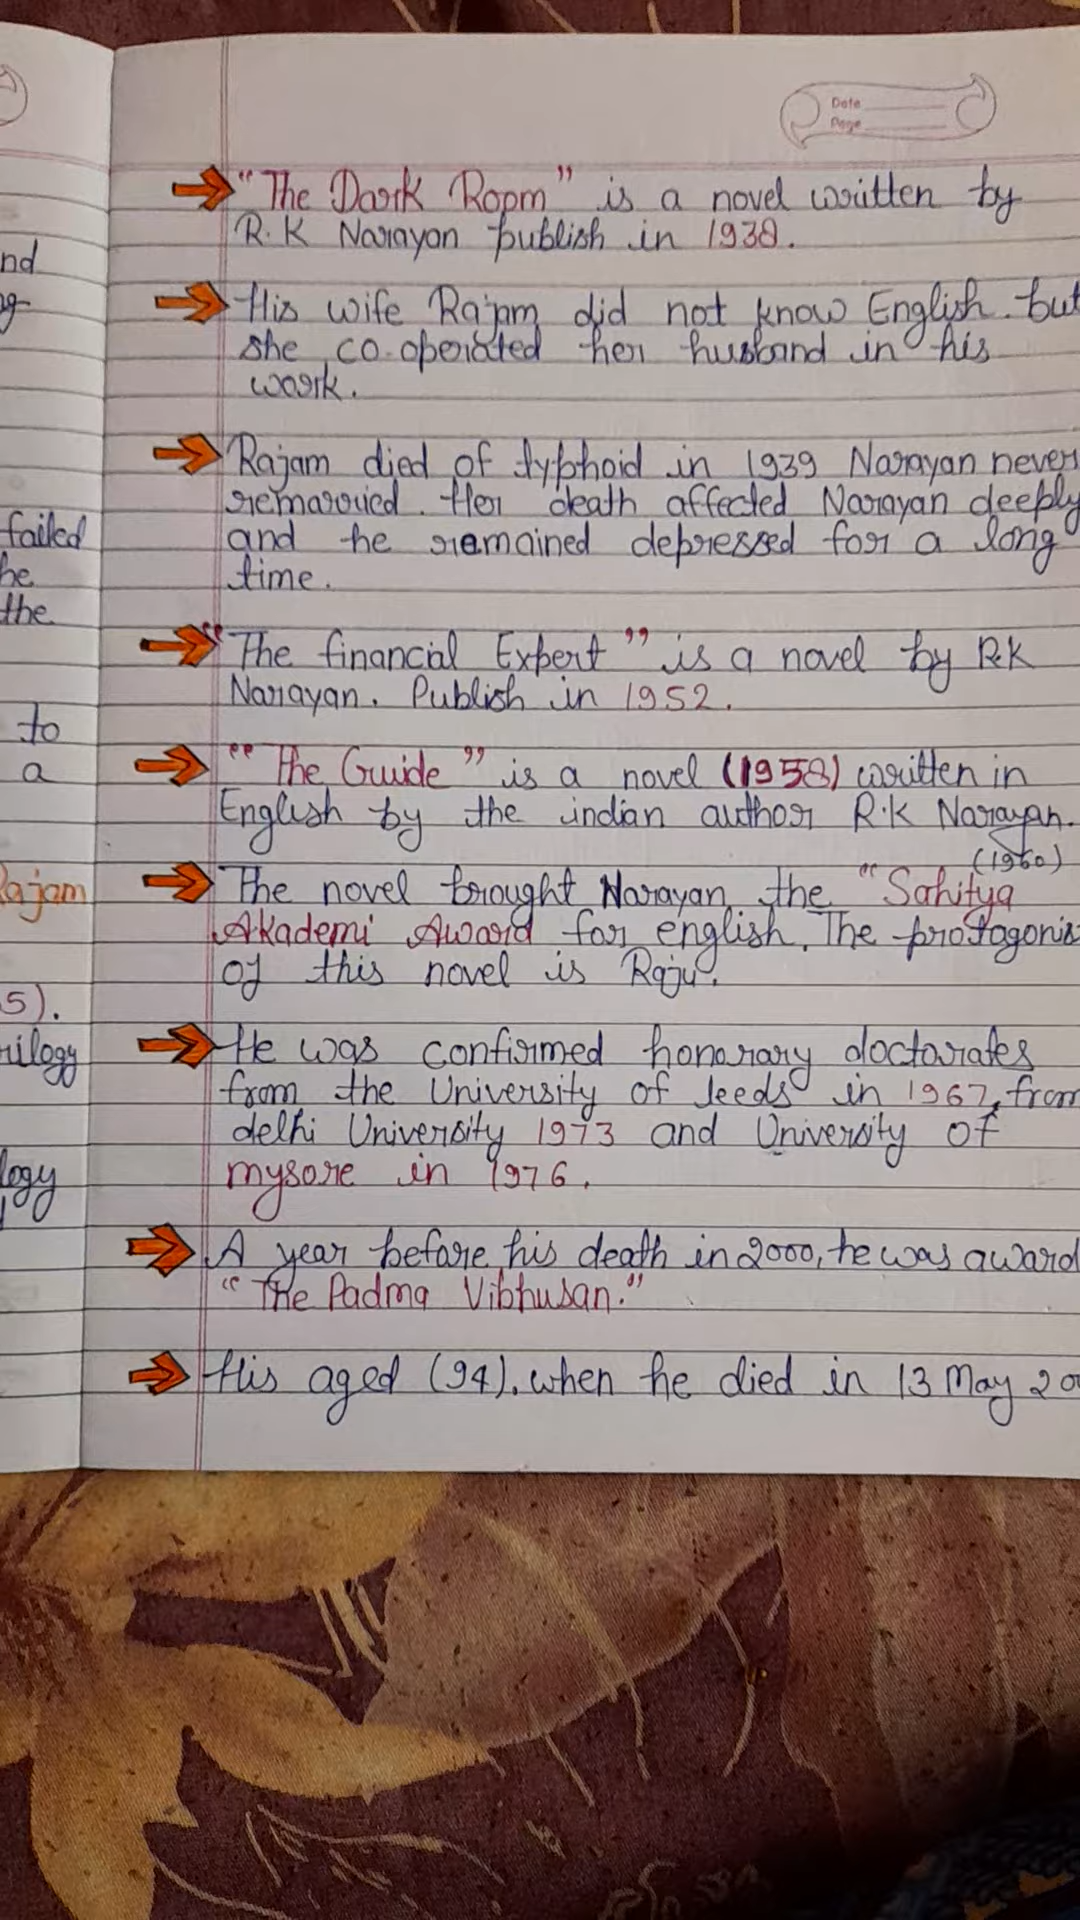 Date
Page
"The Dark Room" is a novel written by
R.K Narayan publish in 1938.
His wife Rajam did not know English. but
she co.operated her husband in his
work.
Rajam died of typhoid in 1939 Narayan never
remarried. Her death affected Narayan deeply
and he remained depressed for a long
time.
"The financial Expert" is a novel by R.K
Narayan. Publish in 1952.
"The Guide" is a novel (1958) written in
English by the indian author R.K Narayan.
(1960)
The novel brought Narayan the "Sahitya
Akademi Award for english. The protagonis
of this novel is Raju.
He was confirmed honorary doctorates
from the University of leeds in 1967, from
delhi University 1973 and University of
mysore in 1976.
A year before his death in 2000, he was award
"The Padma Vibhusan."
His aged (94). when he died in 13 May 20
nd
g
failed
he
the
to
a
Rajam
5).
rilogy
logy